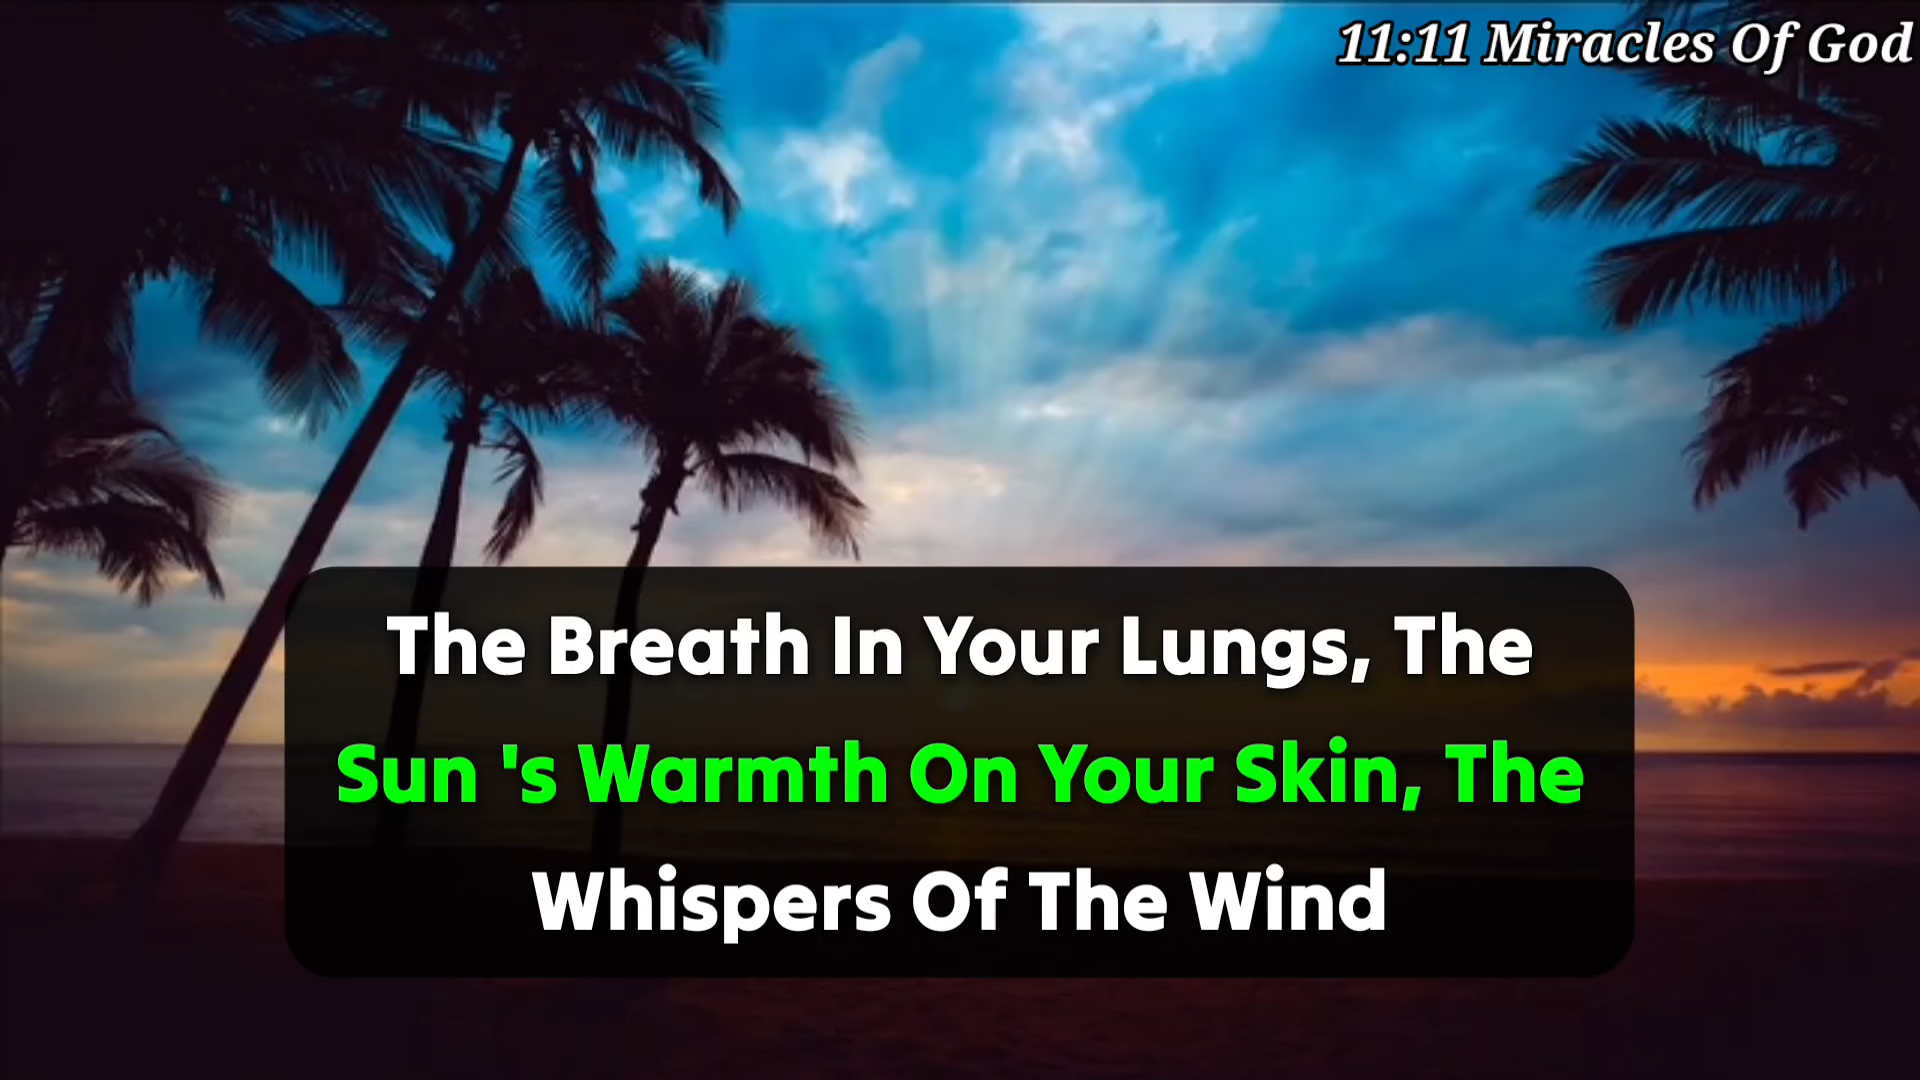 11:11 Miracles Of God
The Breath In Your Lungs, The
Sun 's Warmth On Your Skin, The
Whispers Of The Wind